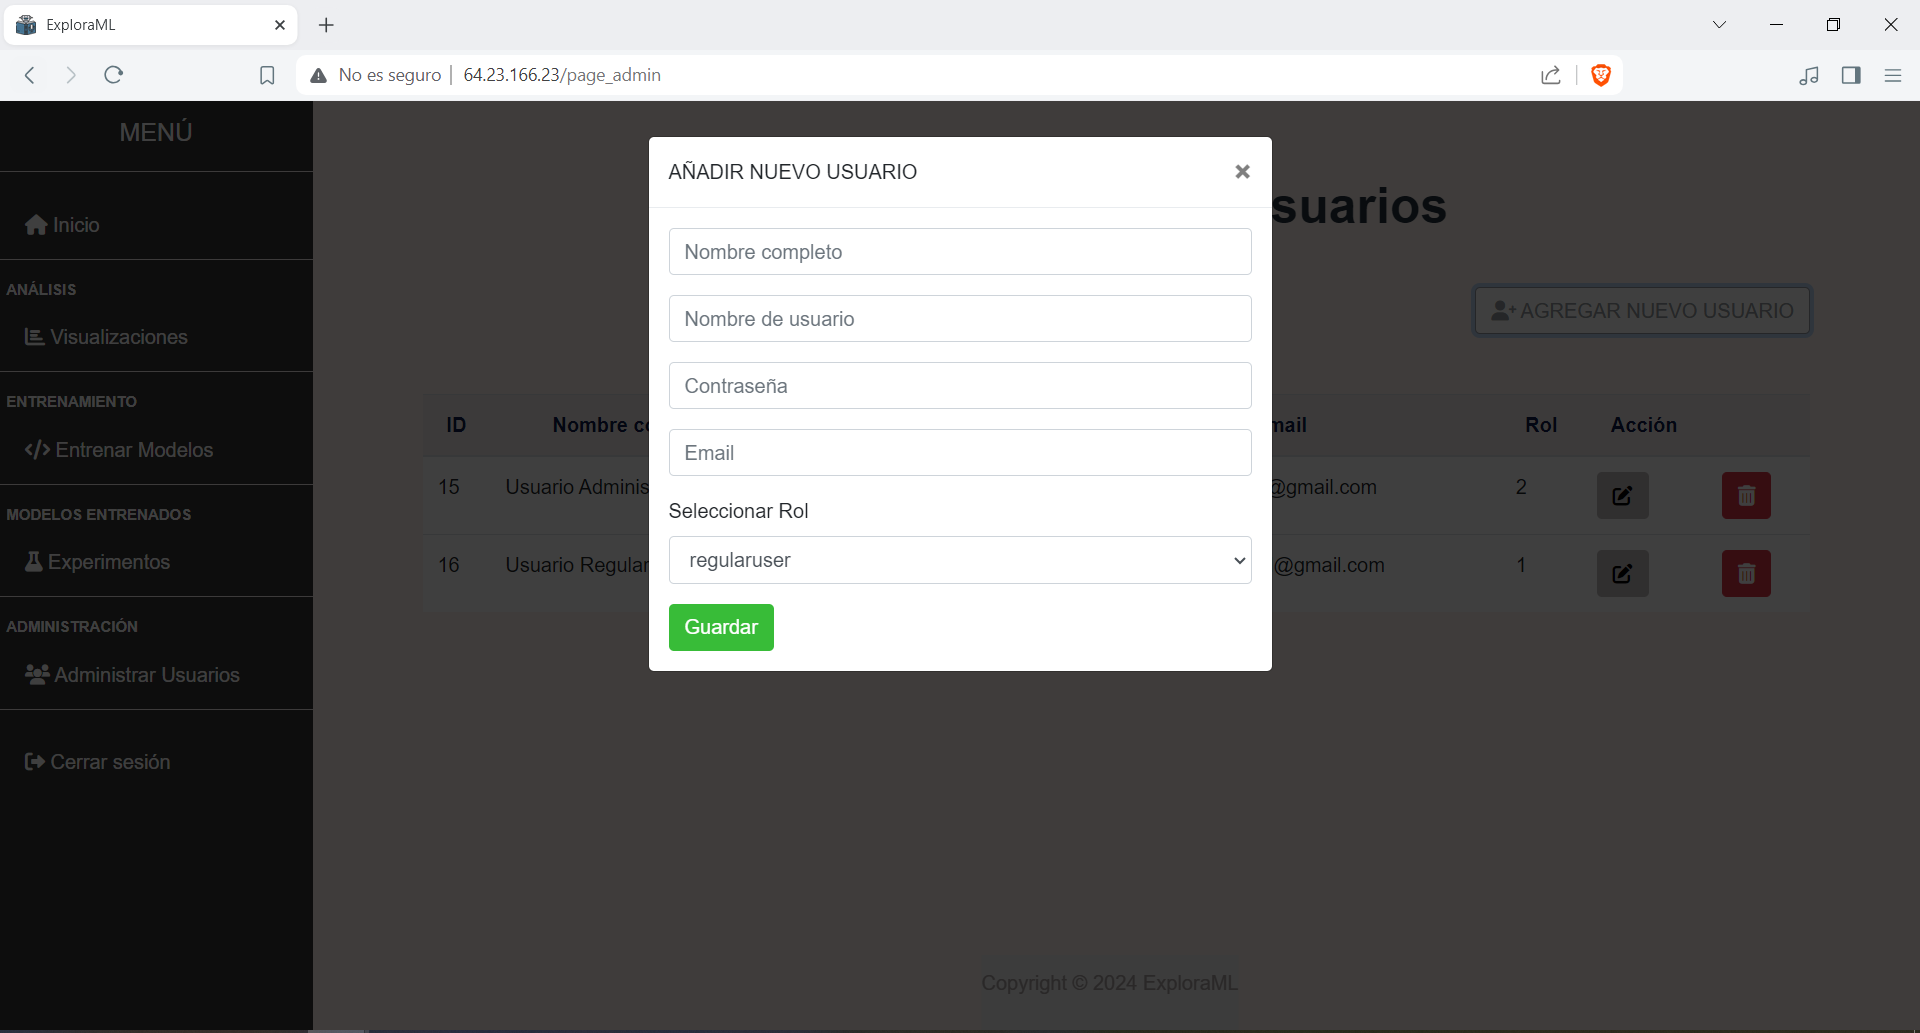 ExploraML
No es seguro
64.23.166.23/page_admin
MENÚ
Inicio
ANÁLISIS
Visualizaciones
ENTRENAMIENTO
Entrenar Modelos
MODELOS ENTRENADOS
Experimentos
ADMINISTRACIÓN
Administrar Usuarios
Cerrar sesión
suarios
AGREGAR NUEVO USUARIO
AÑADIR NUEVO USUARIO
Nombre completo
Nombre de usuario
Contraseña
Email
Seleccionar Rol
regularuser
Guardar
ID Nombre co mail Rol Acción
15 Usuario Adminis @gmail.com 2
16 Usuario Regular @gmail.com 1
Copyright © 2024 ExploraML